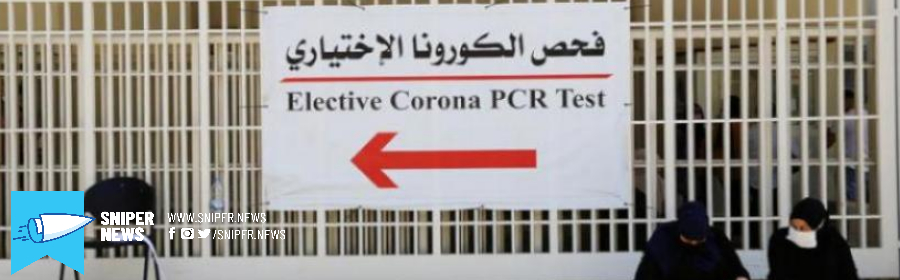 فحص الكورونا الإختياري
Elective Corona PCR Test
SNIPER
NEWS
WWW.SNIPER.NEWS
/SNIPER.NEWS